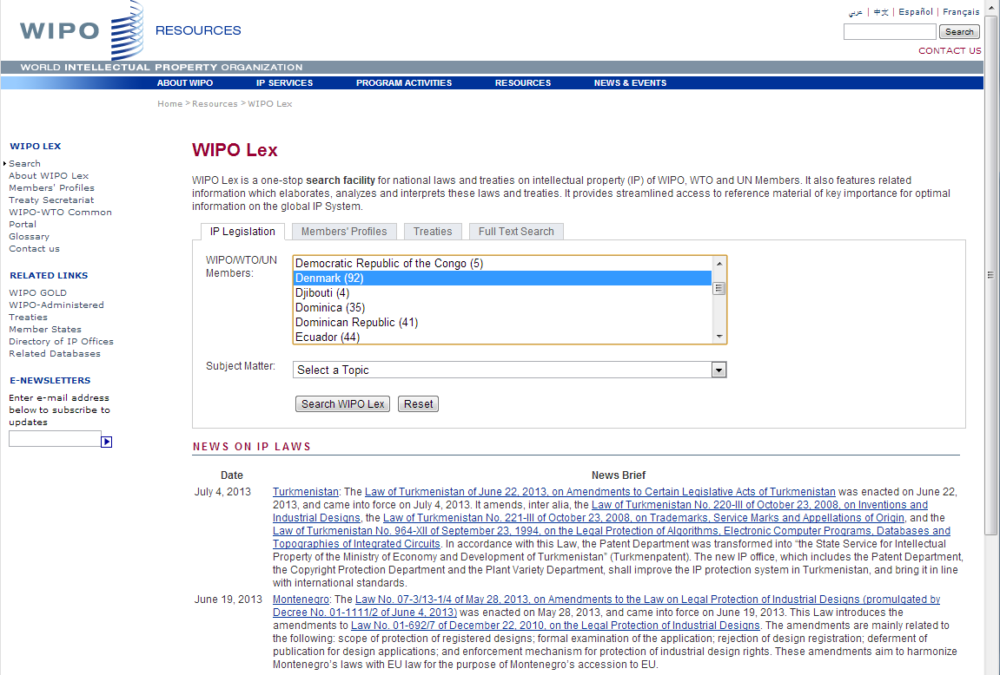 عربي | 中文 | Español | Français
WIPO RESOURCES
Search
CONTACT US
WORLD INTELLECTUAL PROPERTY ORGANIZATION
ABOUT WIPO IP SERVICES PROGRAM ACTIVITIES RESOURCES NEWS & EVENTS
Home > Resources > WIPO Lex
WIPO LEX
Search
About WIPO Lex
Members' Profiles
Treaty Secretariat
WIPO-WTO Common
Portal
Glossary
Contact us
RELATED LINKS
WIPO GOLD
WIPO-Administered
Treaties
Member States
Directory of IP Offices
Related Databases
E-NEWSLETTERS
Enter e-mail address
below to subscribe to
updates
WIPO Lex
WIPO Lex is a one-stop search facility for national laws and treaties on intellectual property (IP) of WIPO, WTO and UN Members. It also features related
information which elaborates, analyzes and interprets these laws and treaties. It provides streamlined access to reference material of key importance for optimal
information on the global IP System.
IP Legislation Members' Profiles Treaties Full Text Search
WIPO/WTO/UN
Members:
Democratic Republic of the Congo (5)
Denmark (92)
Djibouti (4)
Dominica (35)
Dominican Republic (41)
Ecuador (44)
Subject Matter: Select a Topic
Search WIPO Lex Reset
NEWS ON IP LAWS
Date News Brief
July 4, 2013 Turkmenistan: The Law of Turkmenistan of June 22, 2013, on Amendments to Certain Legislative Acts of Turkmenistan was enacted on June 22,
2013, and came into force on July 4, 2013. It amends, inter alia, the Law of Turkmenistan No. 220-III of October 23, 2008, on Inventions and
Industrial Designs, the Law of Turkmenistan No. 221-III of October 23, 2008, on Trademarks, Service Marks and Appellations of Origin, and the
Law of Turkmenistan No. 964-XII of September 23, 1994, on the Legal Protection of Algorithms, Electronic Computer Programs, Databases and
Topographies of Integrated Circuits. In accordance with this Law, the Patent Department was transformed into “the State Service for Intellectual
Property of the Ministry of Economy and Development of Turkmenistan” (Turkmenpatent). The new IP office, which includes the Patent Department,
the Copyright Protection Department and the Plant Variety Department, shall improve the IP protection system in Turkmenistan, and bring it in line
with international standards.
June 19, 2013 Montenegro: The Law No. 07-3/13-1/4 of May 28, 2013, on Amendments to the Law on Legal Protection of Industrial Designs (promulgated by
Decree No. 01-1111/2 of June 4, 2013) was enacted on May 28, 2013, and came into force on June 19, 2013. This Law introduces the
amendments to Law No. 01-692/7 of December 22, 2010, on the Legal Protection of Industrial Designs. The amendments are mainly related to
the following: scope of protection of registered designs; formal examination of the application; rejection of design registration; deferment of
publication for design applications; and enforcement mechanism for protection of industrial design rights. These amendments aim to harmonize
Montenegro’s laws with EU law for the purpose of Montenegro’s accession to EU.